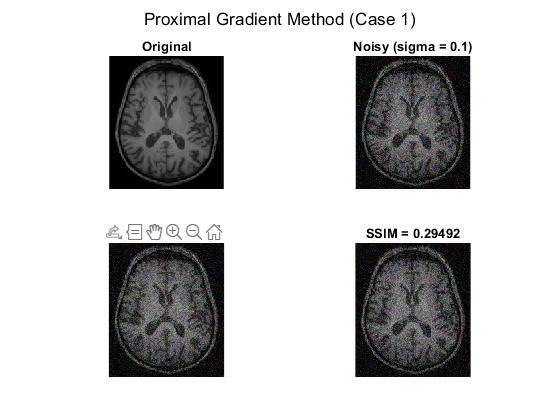 Proximal Gradient Method (Case 1)
Original
Noisy (sigma = 0.1)
SSIM = 0.29492